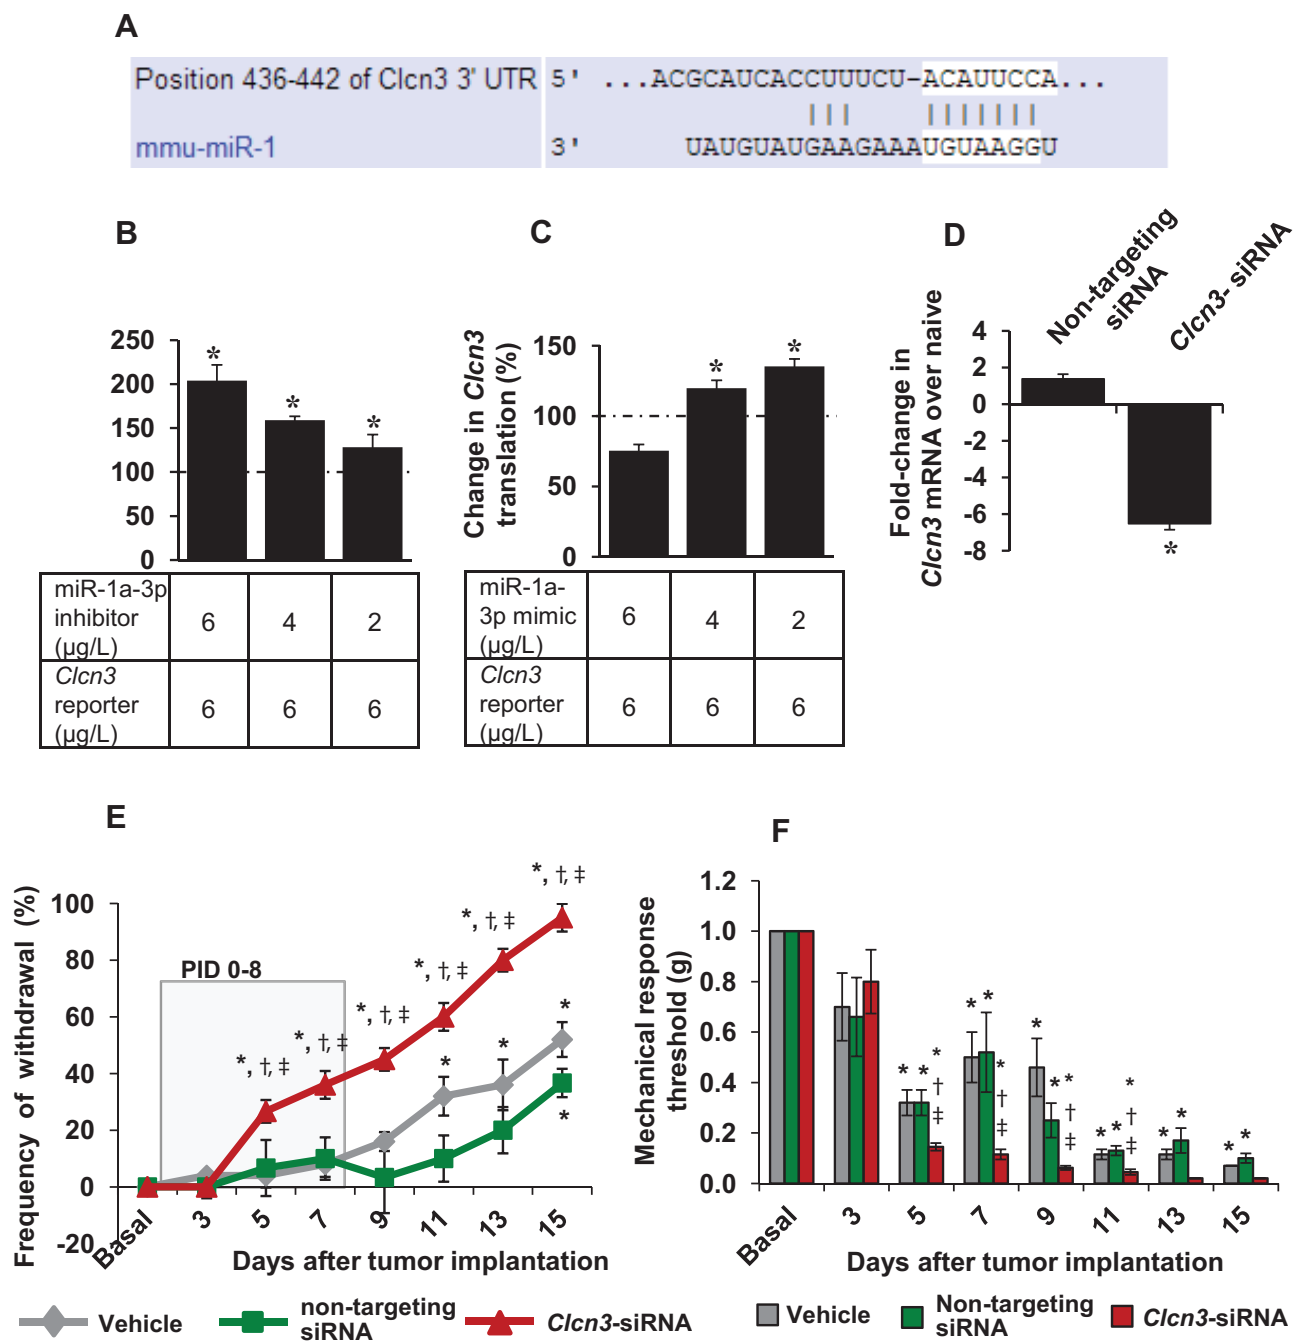 A
Position 436-442 of Clcn3 3' UTR 5' ...ACGCAUCACCUUUCU-ACAUUCCA...
mmu-miR-1 3' UAUGUAUGAAGAAAUGUAAGGU
B
250
200
150
100
50
0
* * *
miR-1a-3p inhibitor (µg/L) 6 4 2
Clcn3 reporter (µg/L) 6 6 6
C
Change in Clcn3 translation (%)
150
100
50
0
* *
miR-1a-3p mimic (µg/L) 6 4 2
Clcn3 reporter (µg/L) 6 6 6
D
Non-targeting siRNA
Clcn3- siRNA
Fold-change in Clcn3 mRNA over naive
4
2
0
-2
-4
-6
-8
*
E
Frequency of withdrawal (%)
100
80
60
40
20
0
-20
PID 0-8
*, †, ‡
*, †, ‡
*, †, ‡
*, †, ‡
*, †, ‡
*, †, ‡
*
*
*
*
Basal 3 5 7 9 11 13 15
Days after tumor implantation
Vehicle
non-targeting siRNA
Clcn3-siRNA
F
Mechanical response threshold (g)
1.2
1.0
0.8
0.6
0.4
0.2
0.0
* * * † ‡
* * * † ‡
* * * † ‡
* * * † ‡
* *
* *
Basal 3 5 7 9 11 13 15
Days after tumor implantation
Vehicle
Non-targeting siRNA
Clcn3-siRNA